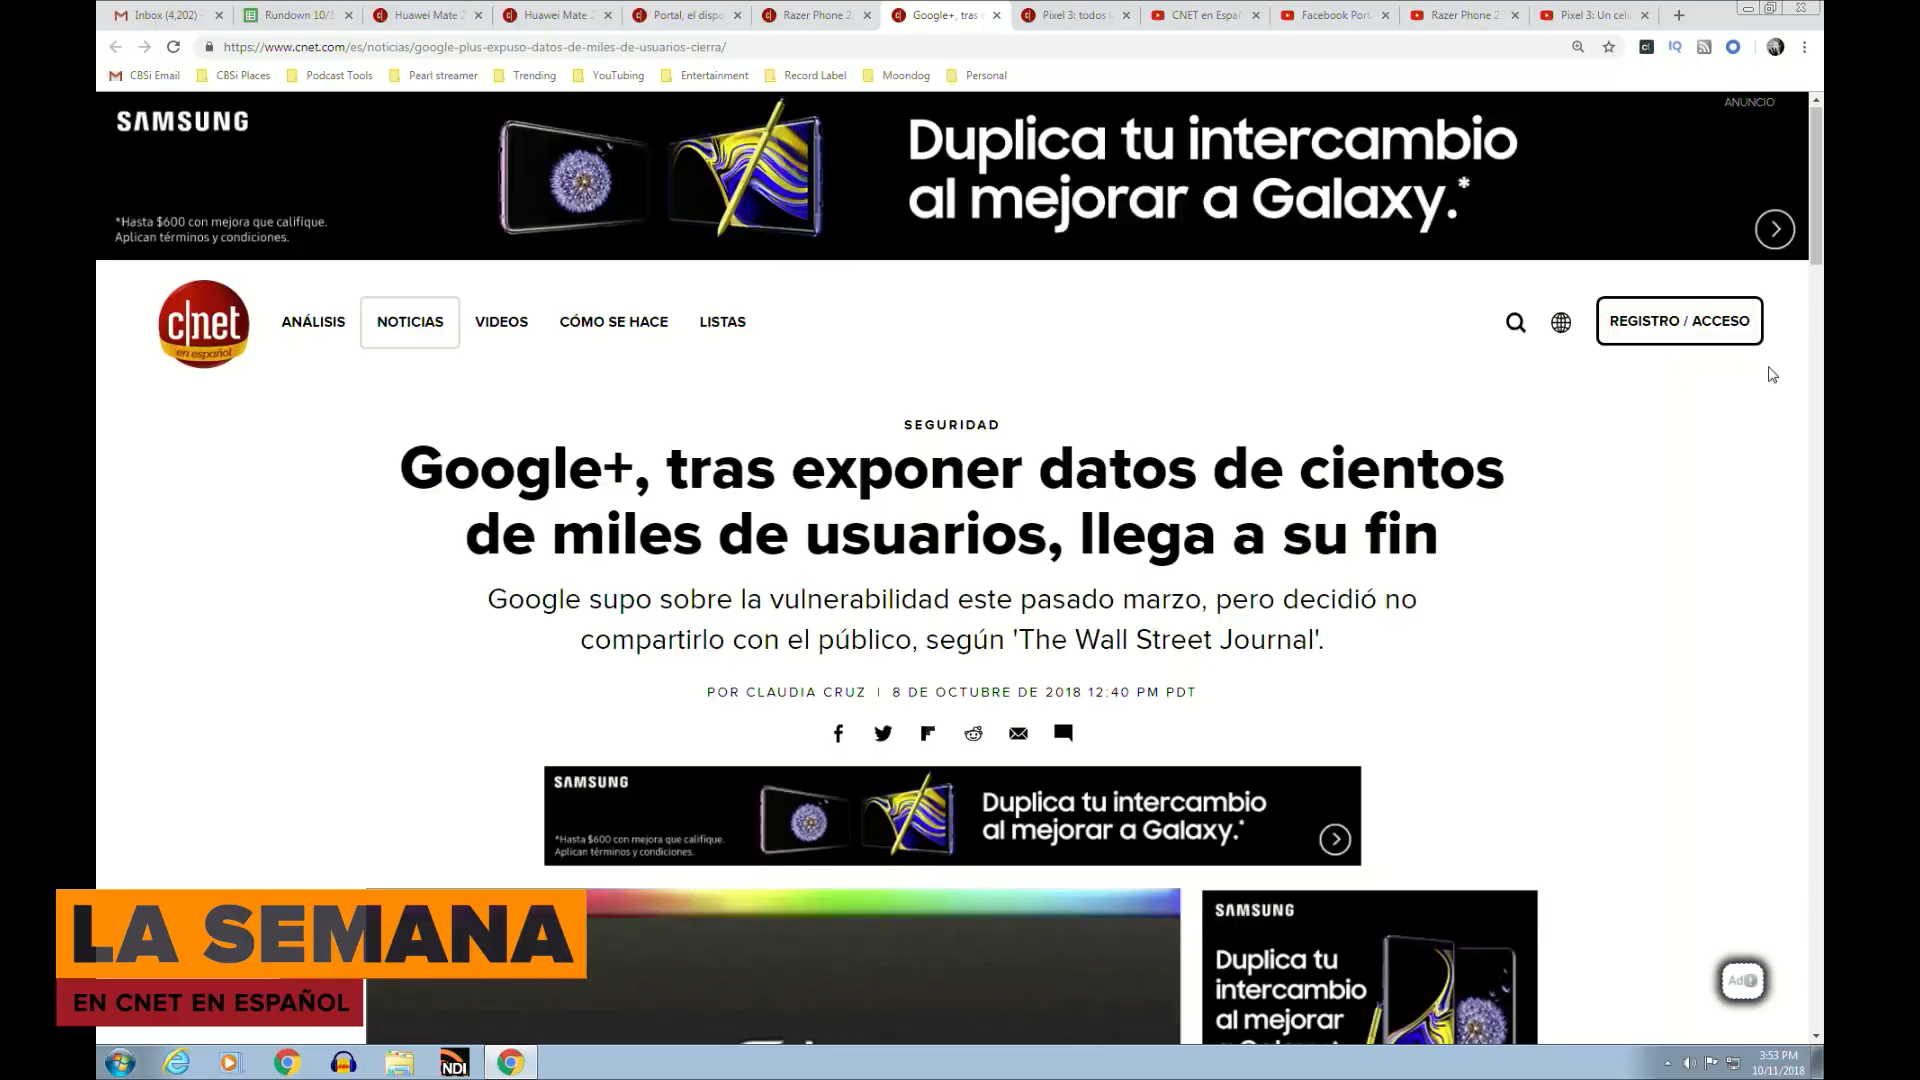 Inbox (4,202)
Rundown 10/1
Huawei Mate 2
Huawei Mate 2
Portal, el dispo
Razer Phone 2
Google+, tras e
Pixel 3: todos l
CNET en Españ
Facebook Port
Razer Phone 2
Pixel 3: Un celu
https://www.cnet.com/es/noticias/google-plus-expuso-datos-de-miles-de-usuarios-cierra/
IQ
CBSi Email
CBSi Places
Podcast Tools
Pearl streamer
Trending
YouTubing
Entertainment
Record Label
Moondog
Personal
ANUNCIO
SAMSUNG
Duplica tu intercambio
al mejorar a Galaxy.*
*Hasta $600 con mejora que califique.
Aplican términos y condiciones.
c|net
en español
ANÁLISIS
NOTICIAS
VIDEOS
CÓMO SE HACE
LISTAS
REGISTRO / ACCESO
SEGURIDAD
Google+, tras exponer datos de cientos
de miles de usuarios, llega a su fin
Google supo sobre la vulnerabilidad este pasado marzo, pero decidió no
compartirlo con el público, según 'The Wall Street Journal'.
POR CLAUDIA CRUZ | 8 DE OCTUBRE DE 2018 12:40 PM PDT
SAMSUNG
Duplica tu intercambio
al mejorar a Galaxy.*
*Hasta $600 con mejora que califique.
Aplican términos y condiciones.
SAMSUNG
Duplica tu
intercambio
al mejorar
Ad
LA SEMANA
EN CNET EN ESPAÑOL
NDI
3:53 PM
10/11/2018